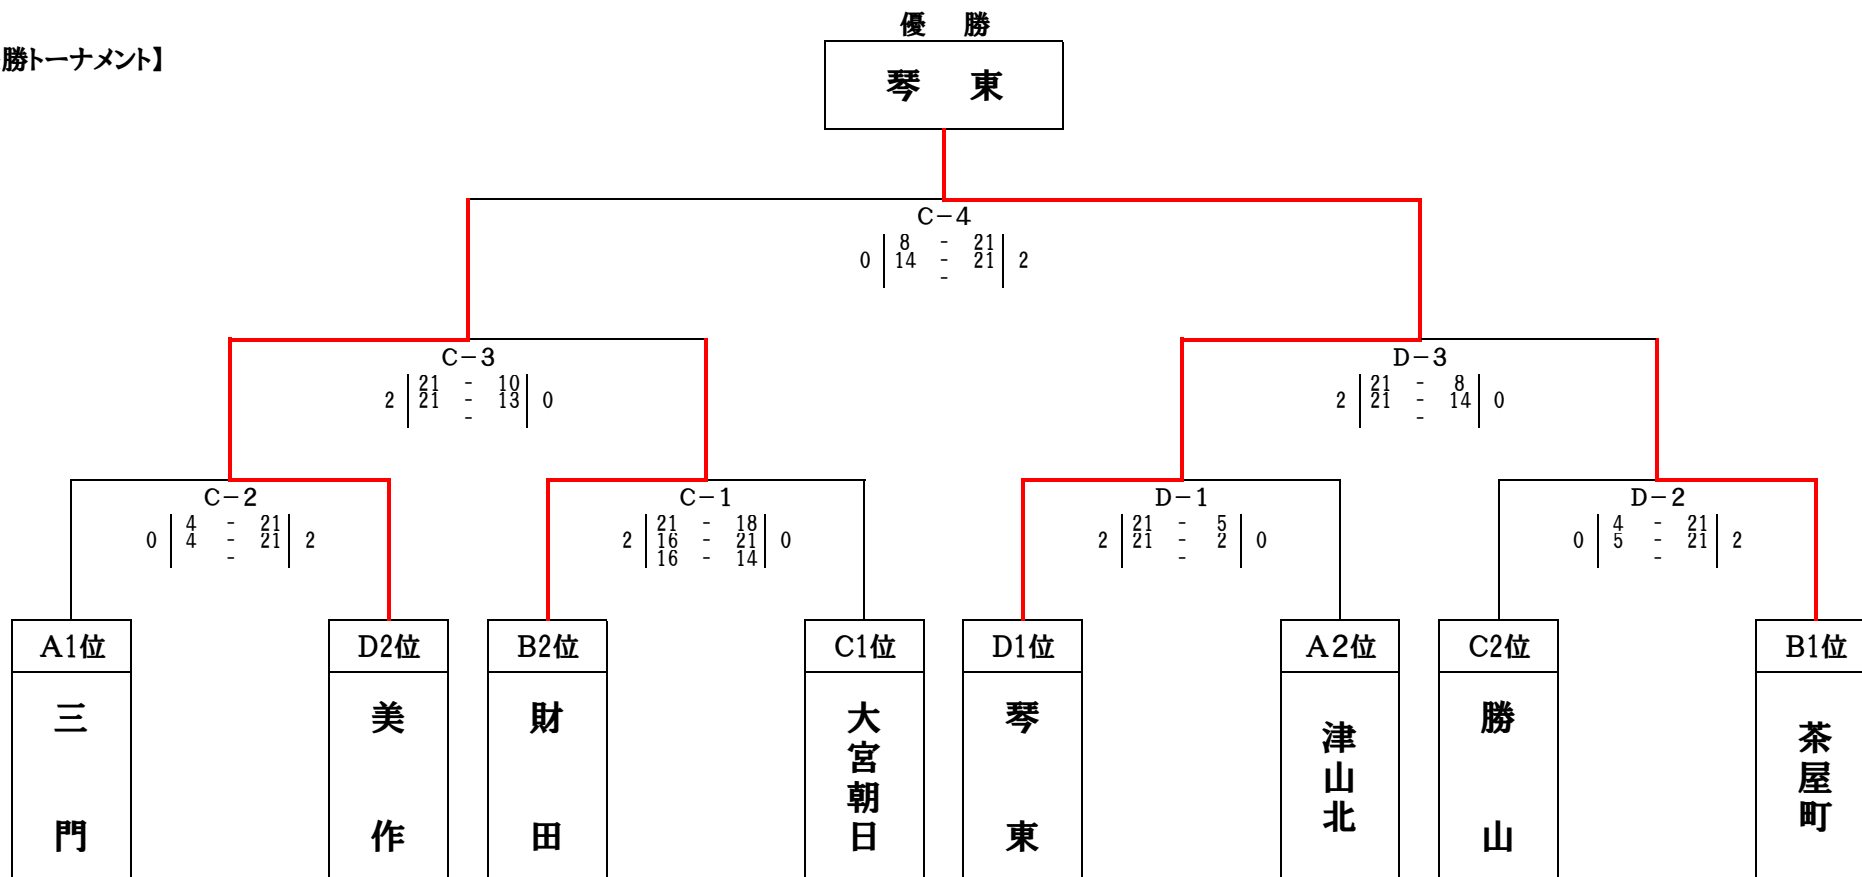 優 勝
勝トーナメント】
琴 東
C-4
8 - 21
0 14 - 21 2
-
C-3
21 - 10
2 21 - 13 0
-
D-3
21 - 8
2 21 - 14 0
-
C-2
4 - 21
0 4 - 21 2
-
C-1
21 - 18
2 16 - 21 0
16 - 14
D-1
21 - 5
2 21 - 2 0
-
D-2
4 - 21
0 5 - 21 2
-
A1位
D2位
B2位
C1位
D1位
A2位
C2位
B1位
三門
美作
財田
大宮朝日
琴東
津山北
勝山
茶屋町